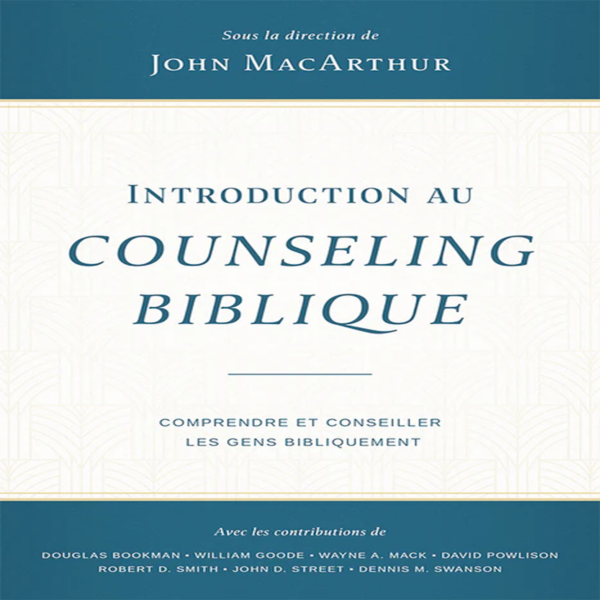 Sous la direction de
JOHN MACARTHUR
INTRODUCTION AU
COUNSELING
BIBLIQUE
COMPRENDRE ET CONSEILLER
LES GENS BIBLIQUEMENT
Avec les contributions de
DOUGLAS BOOKMAN • WILLIAM GOODE • WAYNE A. MACK • DAVID POWLISON
ROBERT D. SMITH • JOHN D. STREET • DENNIS M. SWANSON